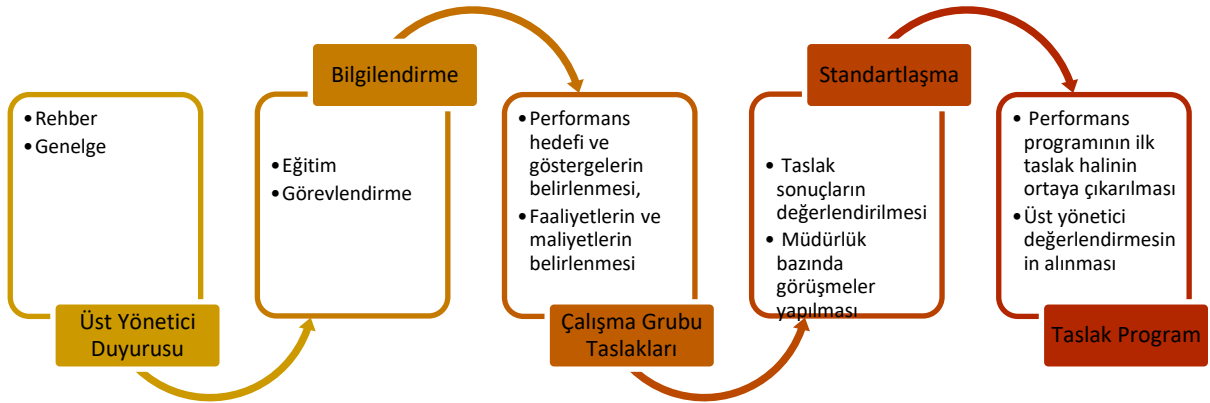 •Rehber
•Genelge
Üst Yönetici
Duyurusu
Bilgilendirme
•Eğitim
•Görevlendirme
•Performans
hedefi ve
göstergelerin
belirlenmesi,
•Faaliyetlerin ve
maliyetlerin
belirlenmesi
Çalışma Grubu
Taslakları
Standartlaşma
• Taslak
sonuçların
değerlendirilmesi
• Müdürlük
bazında
görüşmeler
yapılması
• Performans
programının ilk
taslak halinin
ortaya çıkarılması
•Üst yönetici
değerlendirmesin
in alınması
Taslak Program